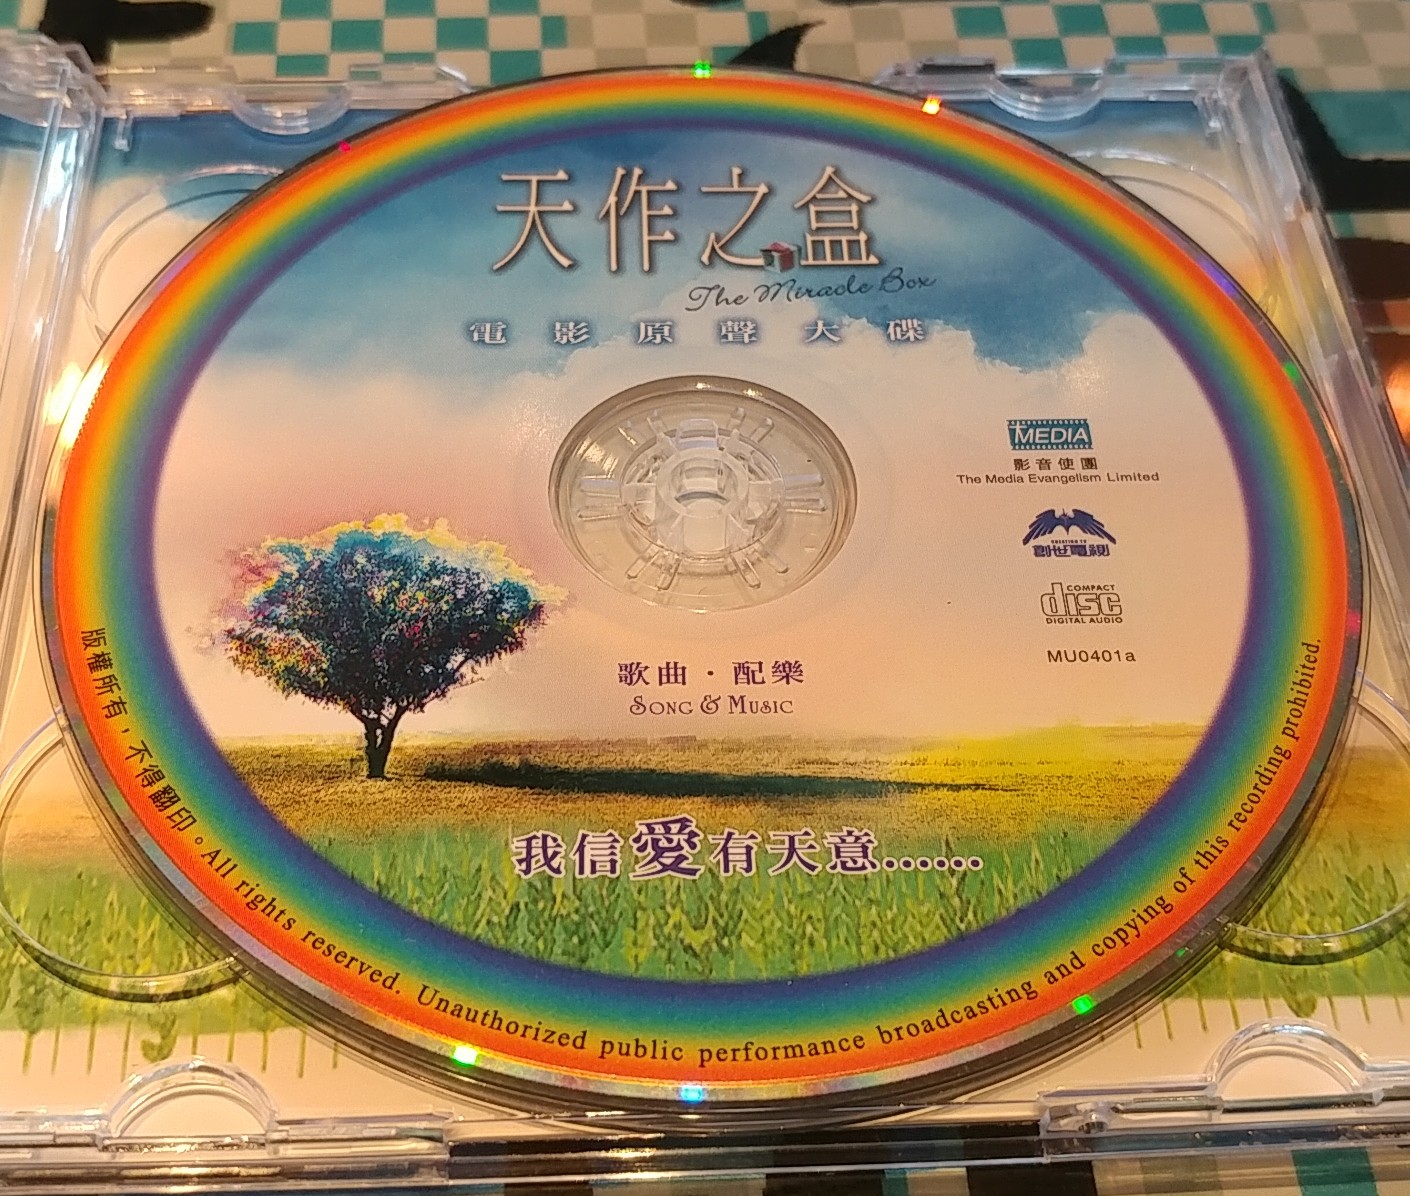 天作之盒
The Miracle Box
電影原聲大碟
MEDIA
影音使團
The Media Evangelism Limited
CREATION TV
創世電視
COMPACT
disc
DIGITAL AUDIO
MU0401a
歌曲·配樂
SONG & MUSIC
我信愛有天意......
版權所有，不得翻印。All rights reserved. Unauthorized public performance broadcasting and copying of this recording prohibited.